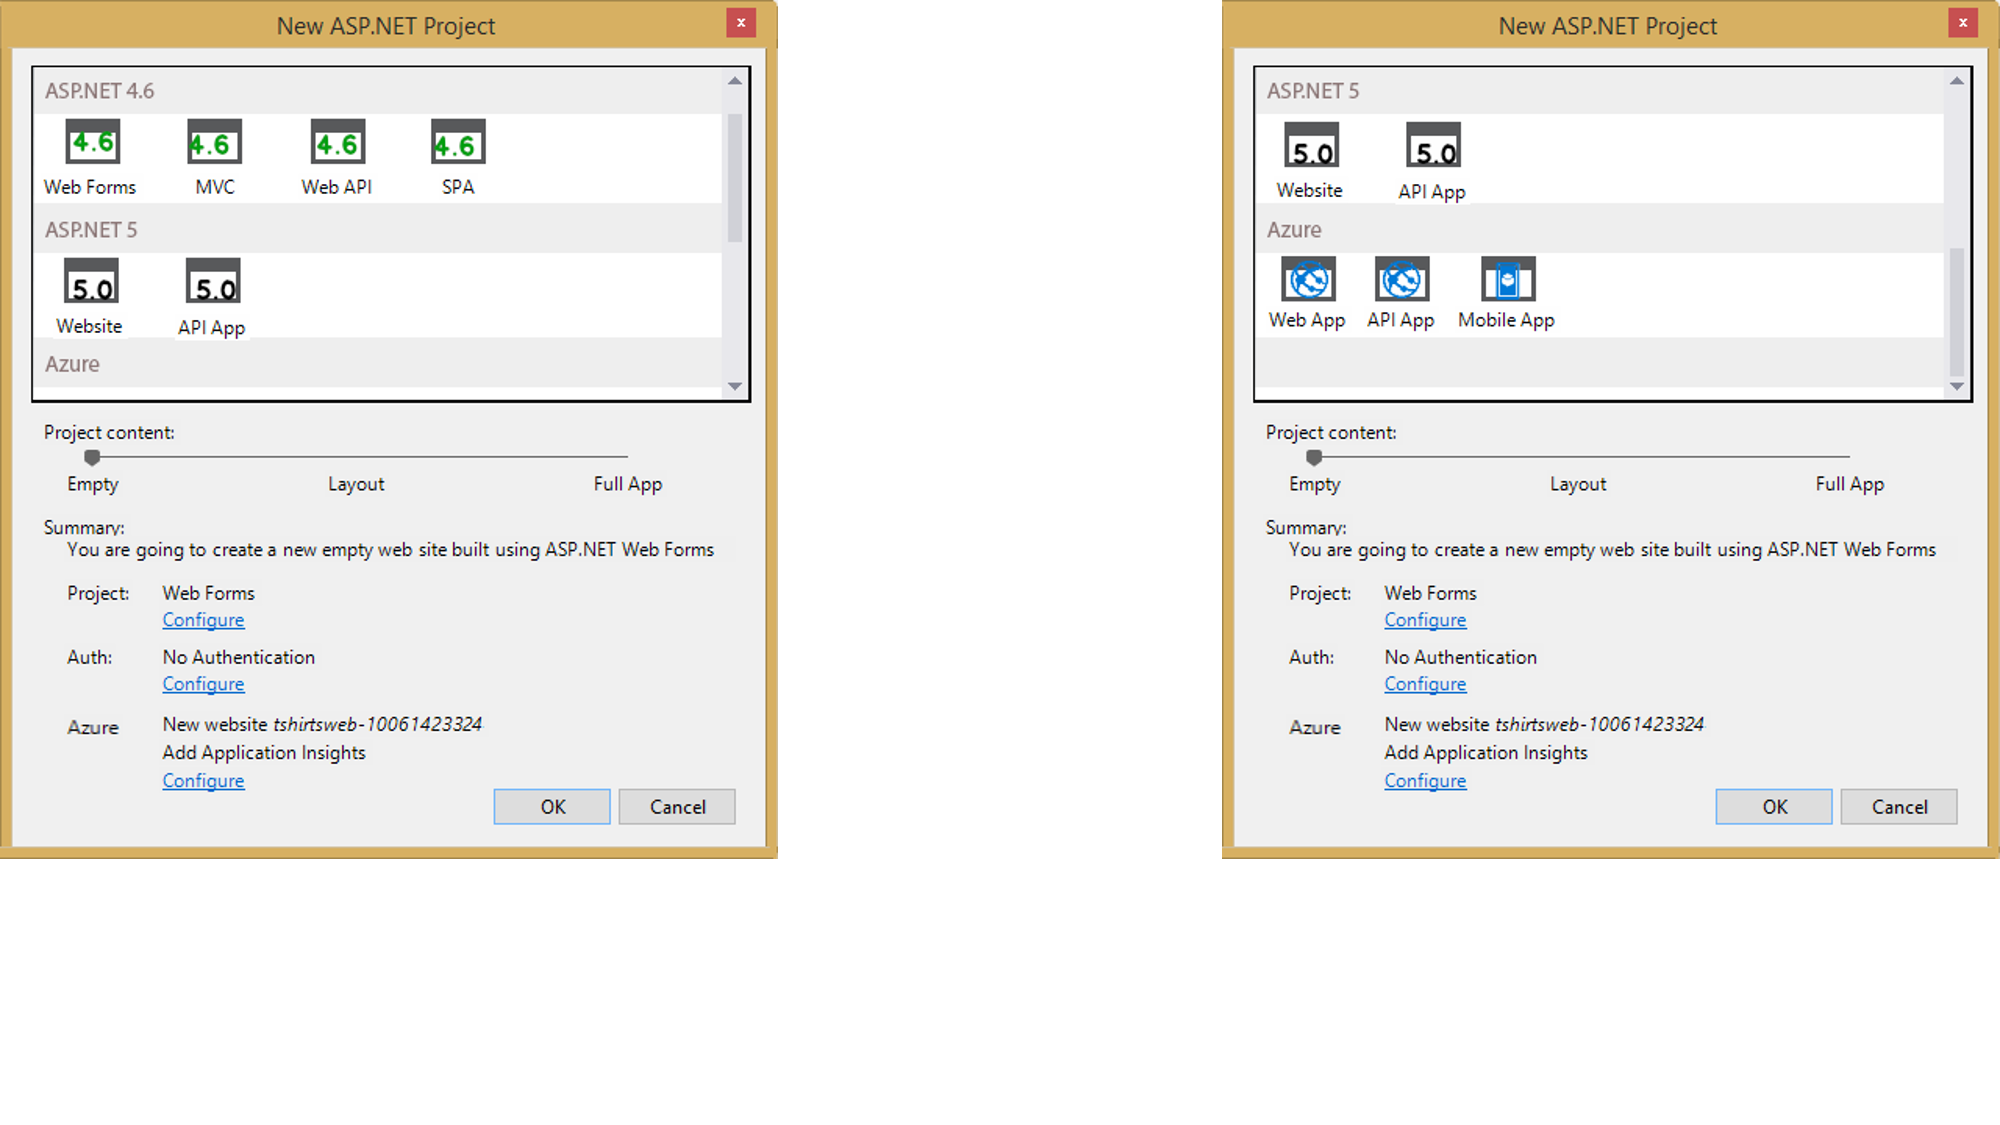 New ASP.NET Project
x
ASP.NET 4.6
4.6 4.6 4.6 4.6
Web Forms MVC Web API SPA
ASP.NET 5
5.0 5.0
Website API App
Azure
Project content:
Empty Layout Full App
Summary:
You are going to create a new empty web site built using ASP.NET Web Forms
Project: Web Forms
Configure
Auth: No Authentication
Configure
Azure New website tshirtsweb-10061423324
Add Application Insights
Configure
OK Cancel
New ASP.NET Project
x
ASP.NET 5
5.0 5.0
Website API App
Azure
Web App API App Mobile App
Project content:
Empty Layout Full App
Summary:
You are going to create a new empty web site built using ASP.NET Web Forms
Project: Web Forms
Configure
Auth: No Authentication
Configure
Azure New website tshirtsweb-10061423324
Add Application Insights
Configure
OK Cancel